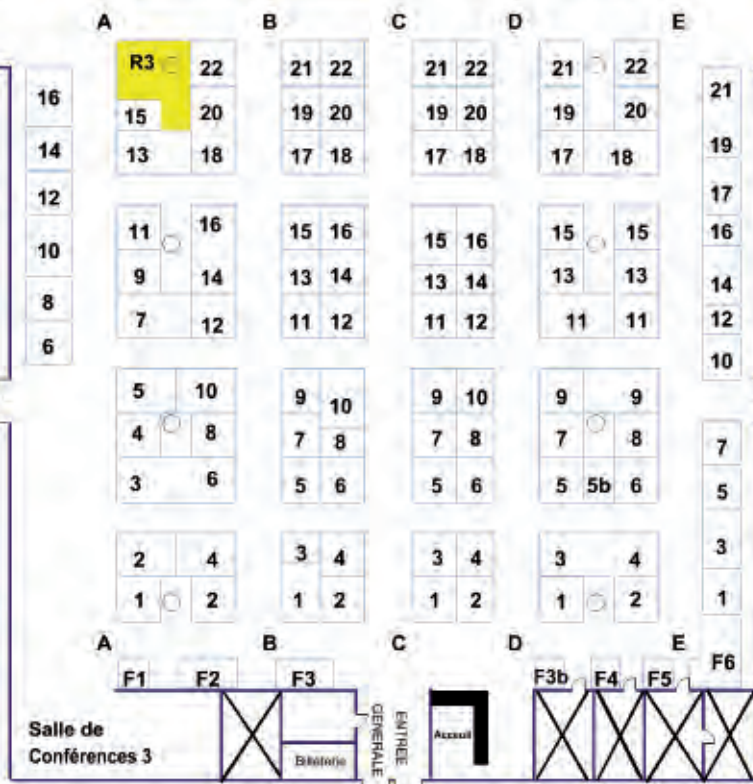 A B C D E
R3 22 21 22 21 22 21 22
16 21
15 20 19 20 19 20 19 20
14 13 18 17 18 17 18 17 18 19
12 17
11 16 15 16 15 16 15 15 16
10
9 14 13 14 13 14 13 13 14
8
7 12 11 12 11 12 11 11 12
6 10
5 10 9 10 9 10 9 9
4 8 7 8 7 8 7 8 7
3 6 5 6 5 6 5 5b 6 5
2 4 3 4 3 4 3 4 3
1 2 1 2 1 2 1 2 1
A B C D E
F1 F2 F3 F3b F4 F5 F6
Salle de
Conférences 3
Billetterie
ENTREE
GENERALE
Accueil